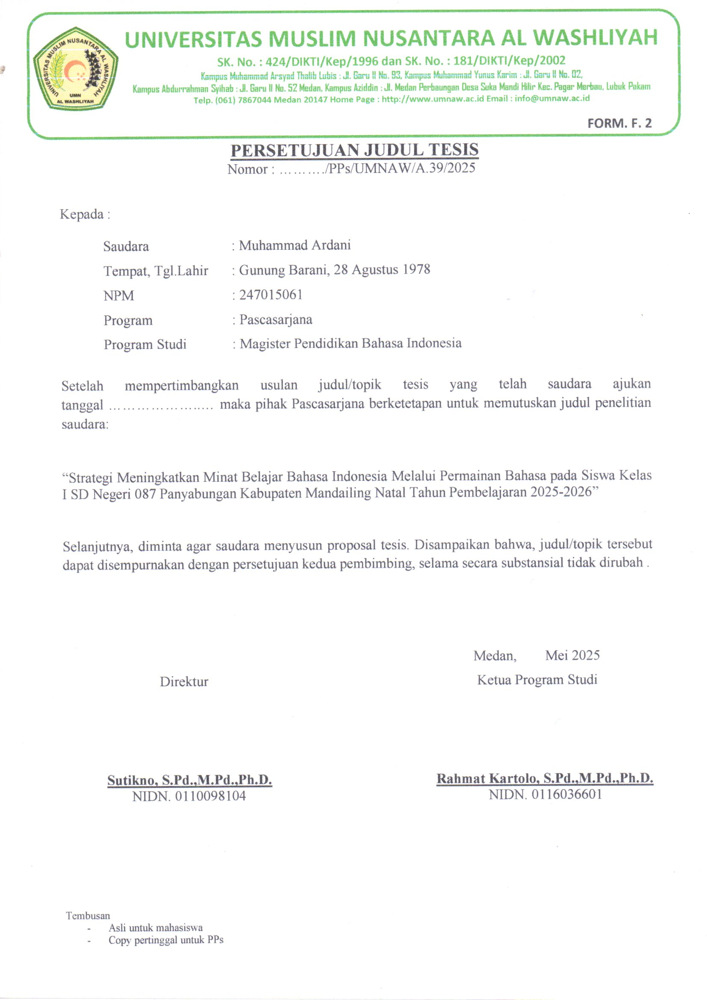 UNIVERSITAS MUSLIM NUSANTARA AL WASHLIYAH
UMN
AL WASHLIYAH
UNIVERSITAS MUSLIM NUSANTARA AL WASHLIYAH
SK. No. : 424/DIKTI/Kep/1996 dan SK. No. : 181/DIKTI/Kep/2002
Kampus Muhammad Arsyad Thalib Lubis : Jl. Garu II No. 93, Kampus Muhammad Yunus Karim : Jl. Garu II No. 02,
Kampus Abdurrahman Syihab : Jl. Garu II No. 52 Medan, Kampus Aziddin : Jl. Medan Perbaungan Desa Suka Mandi Hilir Kec. Pagar Merbau, Lubuk Pakam
Telp. (061) 7867044 Medan 20147 Home Page : http://www.umnaw.ac.id Email : info@umnaw.ac.id
FORM. F. 2
PERSETUJUAN JUDUL TESIS
Nomor : ………./PPs/UMNAW/A.39/2025
Kepada :
Saudara : Muhammad Ardani
Tempat, Tgl.Lahir : Gunung Barani, 28 Agustus 1978
NPM : 247015061
Program : Pascasarjana
Program Studi : Magister Pendidikan Bahasa Indonesia
Setelah mempertimbangkan usulan judul/topik tesis yang telah saudara ajukan
tanggal …………………… maka pihak Pascasarjana berketetapan untuk memutuskan judul penelitian
saudara:
“Strategi Meningkatkan Minat Belajar Bahasa Indonesia Melalui Permainan Bahasa pada Siswa Kelas
I SD Negeri 087 Panyabungan Kabupaten Mandailing Natal Tahun Pembelajaran 2025-2026”
Selanjutnya, diminta agar saudara menyusun proposal tesis. Disampaikan bahwa, judul/topik tersebut
dapat disempurnakan dengan persetujuan kedua pembimbing, selama secara substansial tidak dirubah .
Medan, Mei 2025
Direktur Ketua Program Studi
Sutikno, S.Pd.,M.Pd.,Ph.D. Rahmat Kartolo, S.Pd.,M.Pd.,Ph.D.
NIDN. 0110098104 NIDN. 0116036601
Tembusan
- Asli untuk mahasiswa
- Copy pertinggal untuk PPs